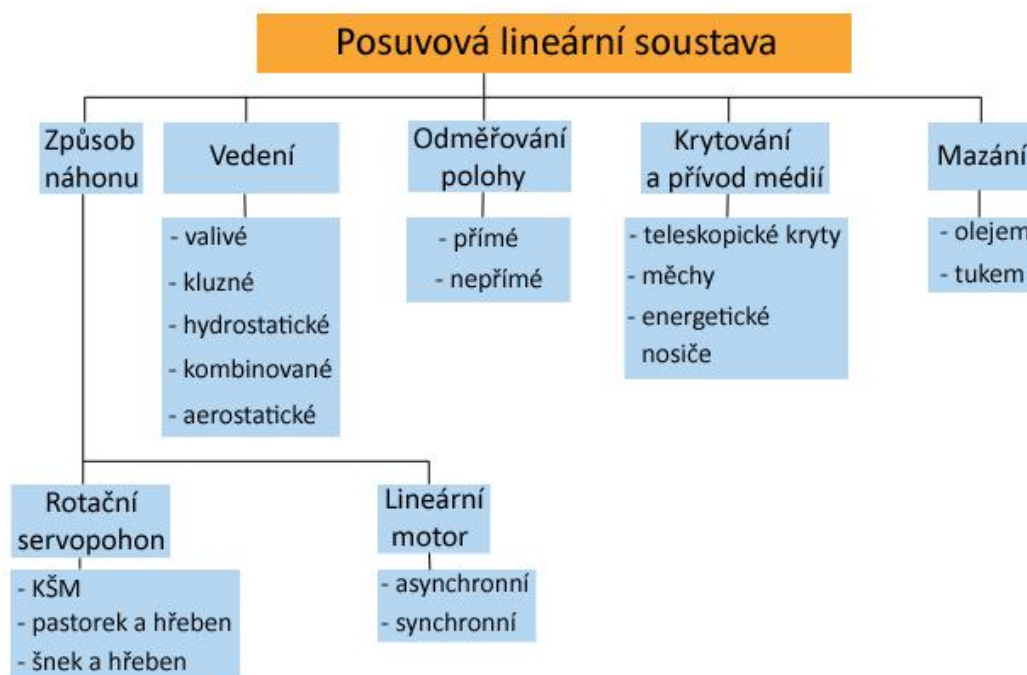 Posuvová lineární soustava
Způsob
náhonu
Vedení
- valivé
- kluzné
- hydrostatické
- kombinované
- aerostatické
Odměřování
polohy
- přímé
- nepřímé
Krytování
a přívod médií
- teleskopické kryty
- měchy
- energetické
nosiče
Mazání
- olejem
- tukem
Rotační
servopohon
- KŠM
- pastorek a hřeben
- šnek a hřeben
Lineární
motor
- asynchronní
- synchronní